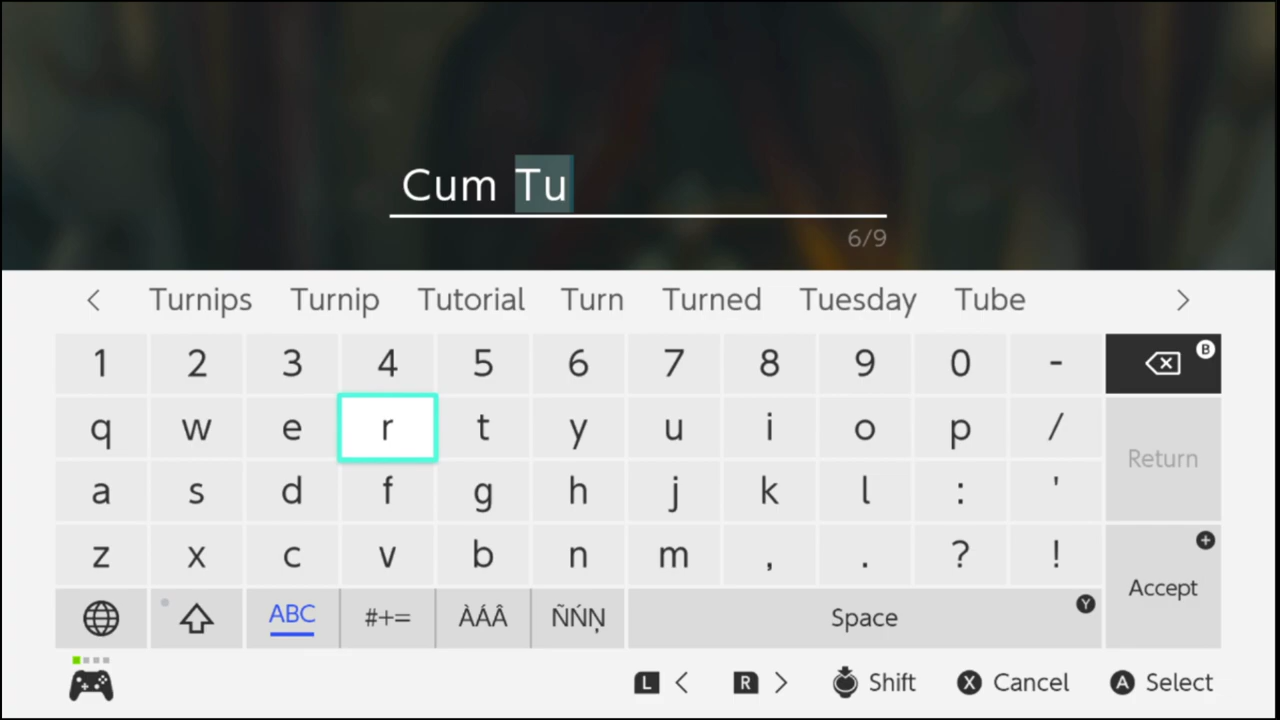 Cum Tu
6/9
< Turnips Turnip Tutorial Turn Turned Tuesday Tube >
1 2 3 4 5 6 7 8 9 0 - B
q w e r t y u i o p /
Return
a s d f g h j k l : '
z x c v b n m , . ? ! +
Accept
ABC #+= ÀÁÂ ÑŃŅ Space Y
L < R > Shift X Cancel A Select